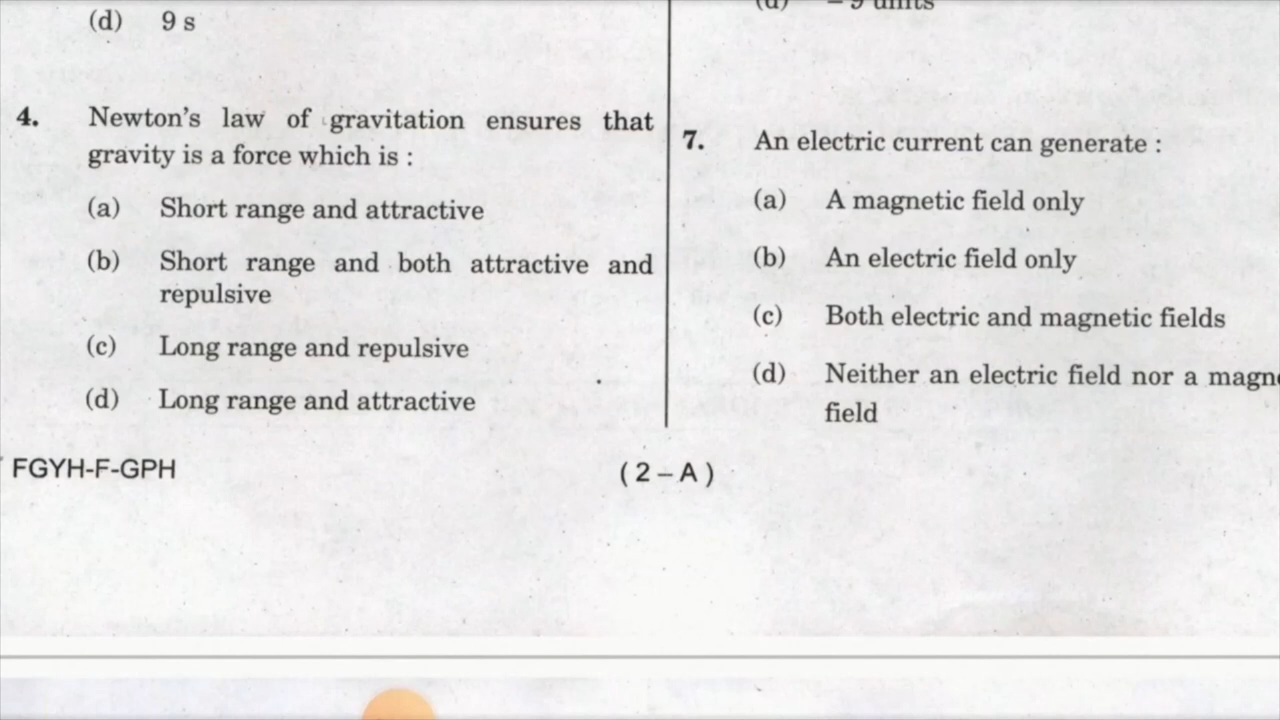 (d) 9 s
4. Newton's law of gravitation ensures that
gravity is a force which is :
(a) Short range and attractive
(b) Short range and both attractive and
repulsive
(c) Long range and repulsive
(d) Long range and attractive
units
7. An electric current can generate :
(a) A magnetic field only
(b) An electric field only
(c) Both electric and magnetic fields
(d) Neither an electric field nor a magne
field
FGYH-F-GPH
( 2 – A )